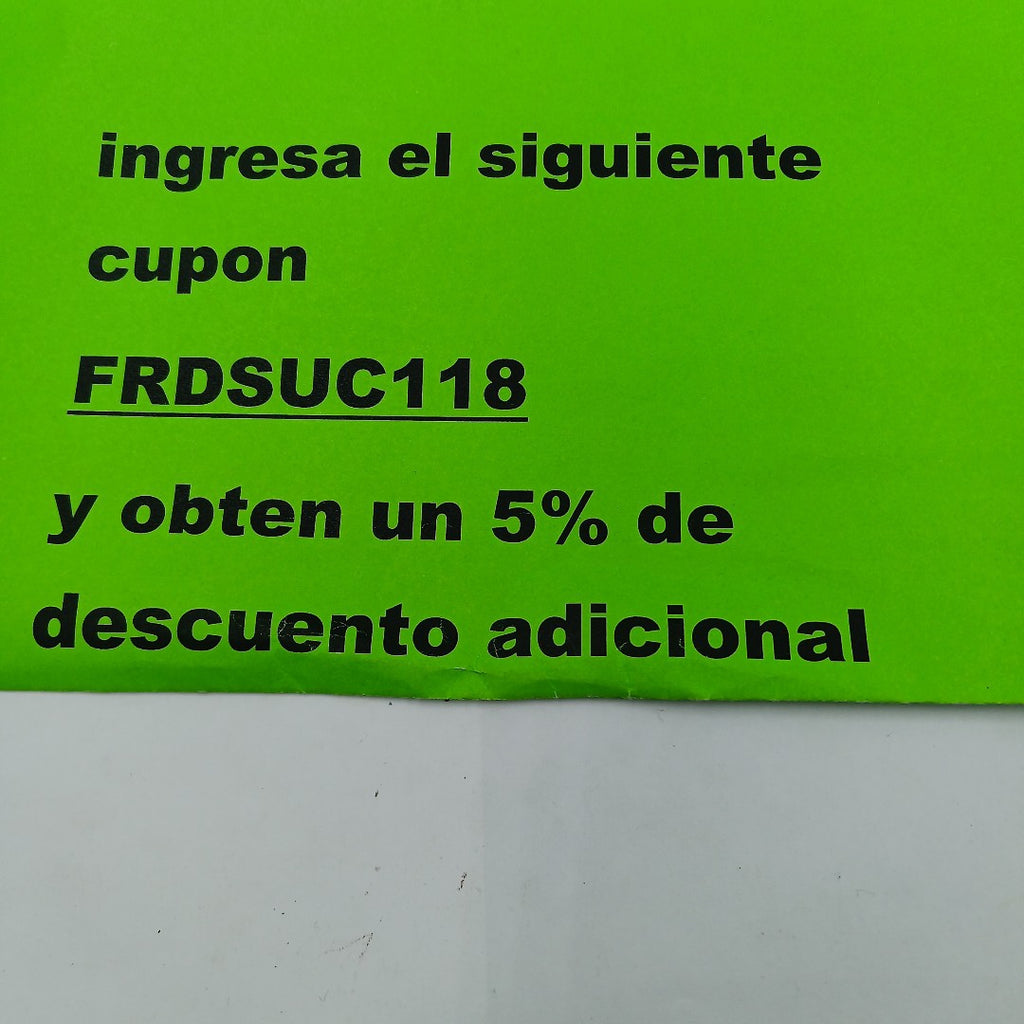 ingresa el siguiente
cupon
FRDSUC118
y obten un 5% de
descuento adicional